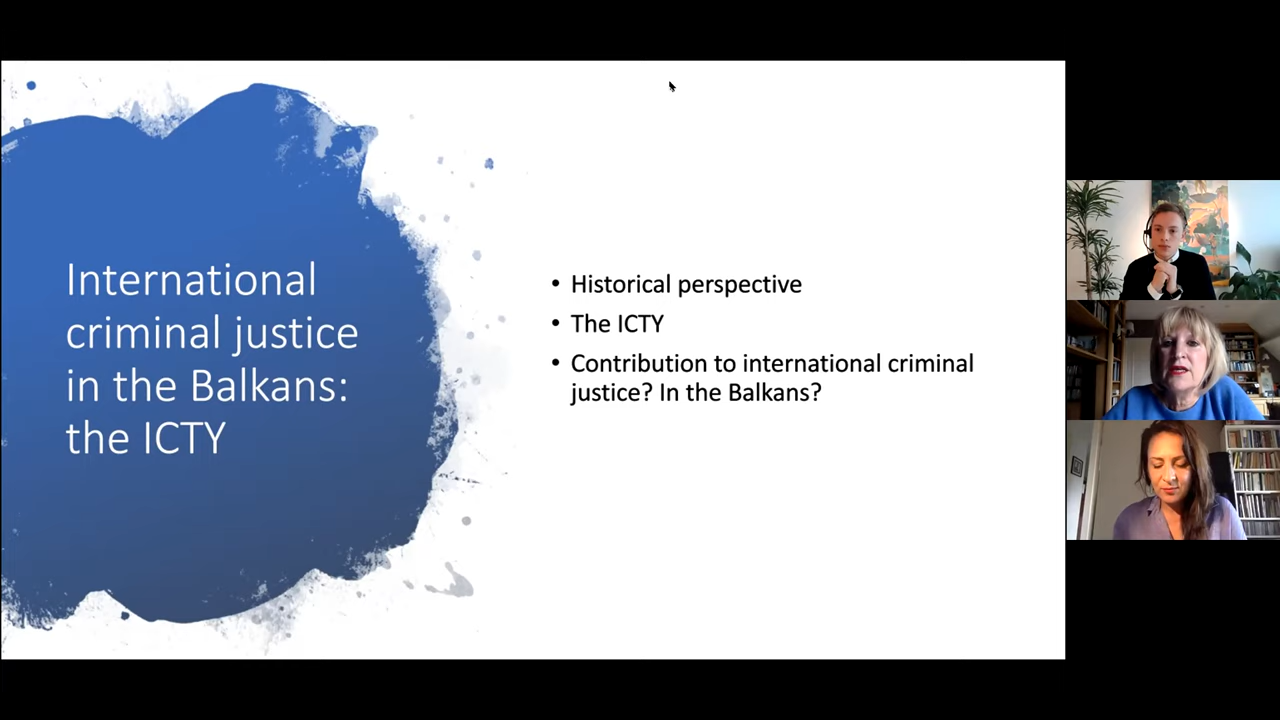 International
criminal justice
in the Balkans:
the ICTY
• Historical perspective
• The ICTY
• Contribution to international criminal
justice? In the Balkans?